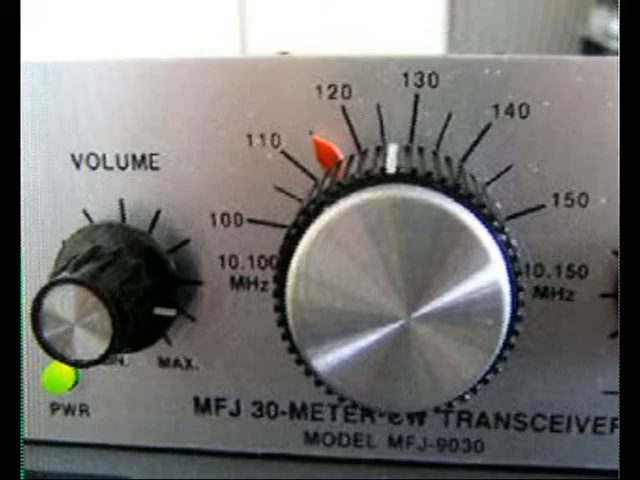 130
120
140
110
VOLUME
150
100
10.100
MHz
10.150
MHz
MAX.
PWR
MFJ 30-METER CW TRANSCEIVER
MODEL MFJ-9030